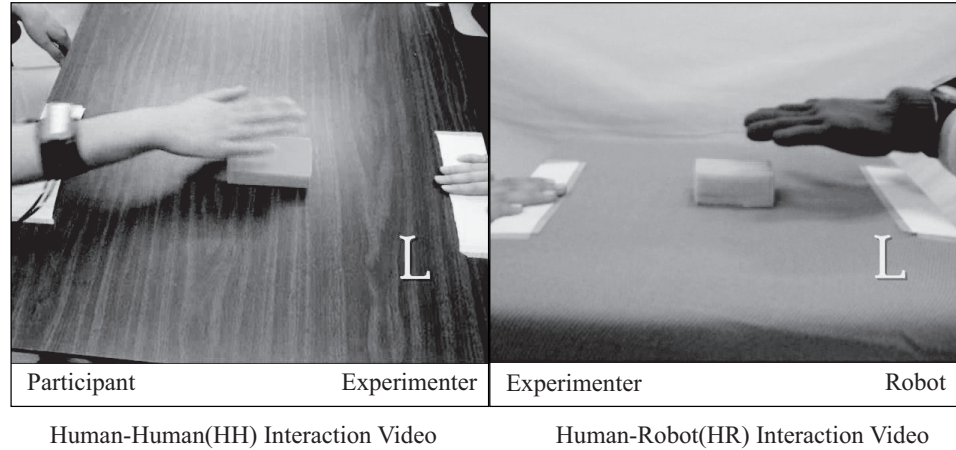 L
L
Participant Experimenter
Experimenter Robot
Human-Human(HH) Interaction Video
Human-Robot(HR) Interaction Video